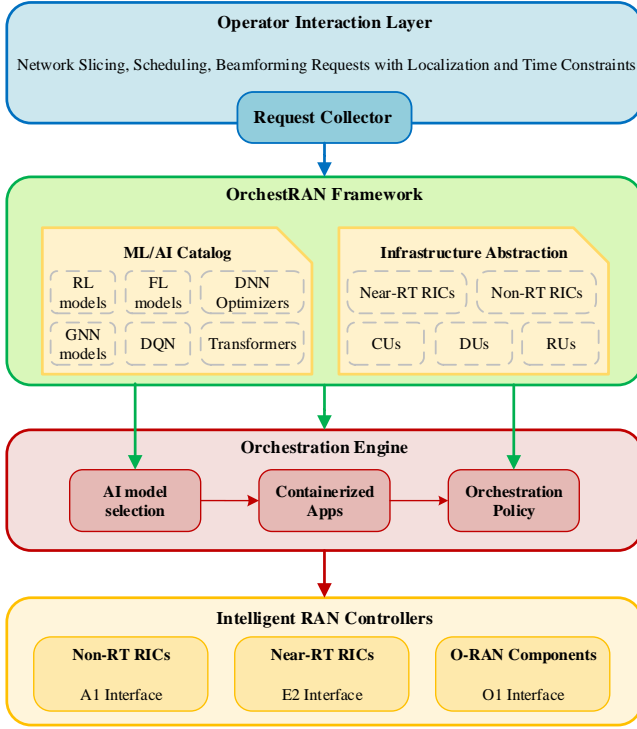 Operator Interaction Layer
Network Slicing, Scheduling, Beamforming Requests with Localization and Time Constraints
Request Collector
OrchestRAN Framework
ML/AI Catalog
RL
models
FL
models
DNN
Optimizers
GNN
models
DQN
Transformers
Infrastructure Abstraction
Near-RT RICs
Non-RT RICs
CUs
DUs
RUs
Orchestration Engine
AI model
selection
Containerized
Apps
Orchestration
Policy
Intelligent RAN Controllers
Non-RT RICs
A1 Interface
Near-RT RICs
E2 Interface
O-RAN Components
O1 Interface